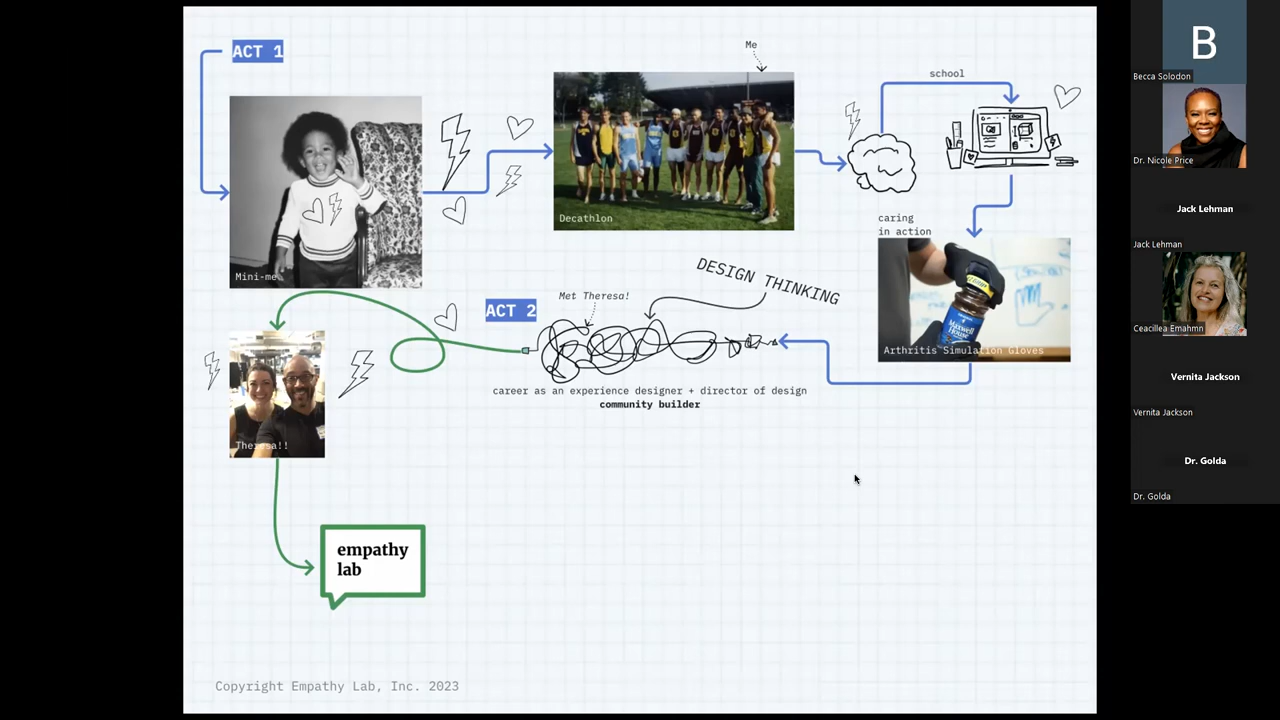 ACT 1
Mini-me
Me
Decathlon
school
caring
in action
Maxwell
House
Arthritis Simulation Gloves
DESIGN THINKING
ACT 2
Met Theresa!
career as an experience designer + director of design
community builder
Theresa!!
empathy
lab
Copyright Empathy Lab, Inc. 2023
B
Becca Solodon
Dr. Nicole Price
Jack Lehman
Jack Lehman
Ceacillea Emahmn
Vernita Jackson
Vernita Jackson
Dr. Golda
Dr. Golda